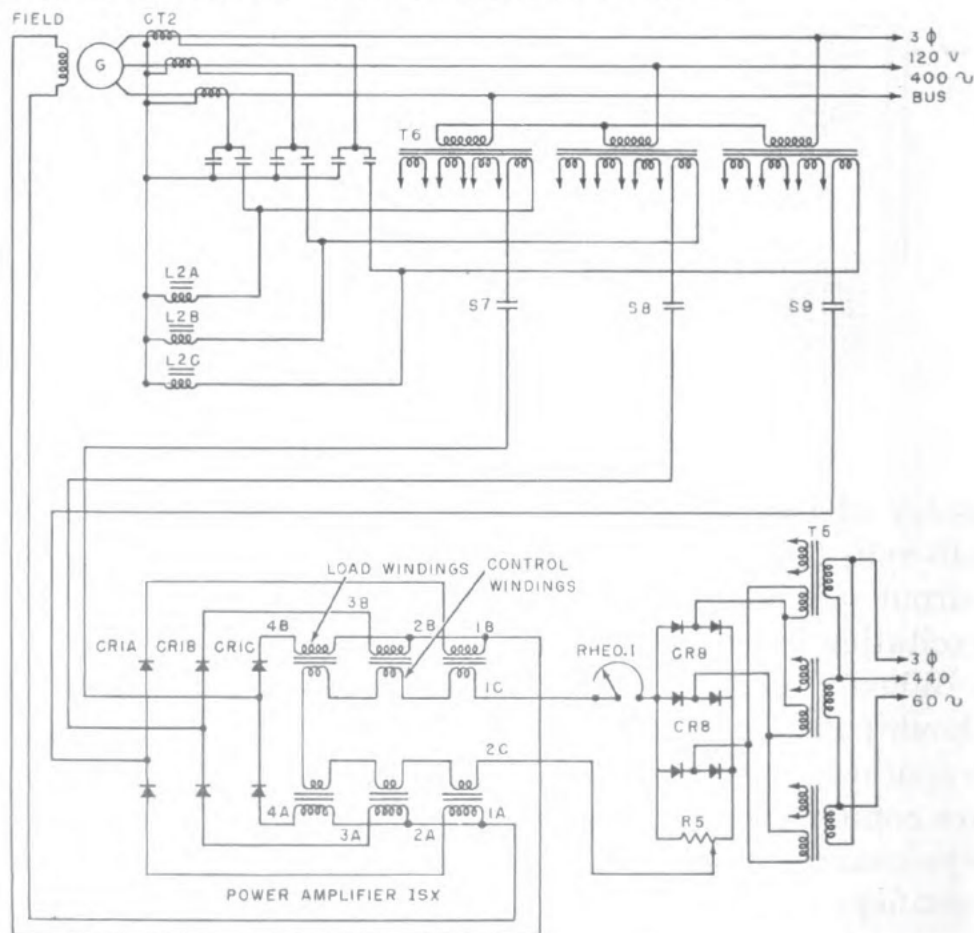 FIELD
CT2
G
3 ϕ
120 V
400 ~
BUS
T6
L2A
L2B
L2C
S7
S8
S9
T5
LOAD WINDINGS
CONTROL WINDINGS
3B
4B
2B
1B
CR1A
CR1B
CR1C
RHEO.1
CR8
1C
CR8
3 ϕ
440
60 ~
2C
R5
4A
3A
2A
1A
POWER AMPLIFIER ISX